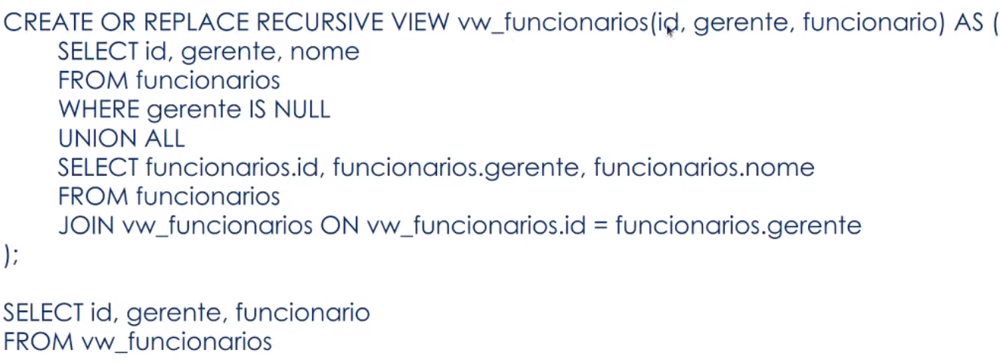 CREATE OR REPLACE RECURSIVE VIEW vw_funcionarios(id, gerente, funcionario) AS (
SELECT id, gerente, nome
FROM funcionarios
WHERE gerente IS NULL
UNION ALL
SELECT funcionarios.id, funcionarios.gerente, funcionarios.nome
FROM funcionarios
JOIN vw_funcionarios ON vw_funcionarios.id = funcionarios.gerente
);
SELECT id, gerente, funcionario
FROM vw_funcionarios